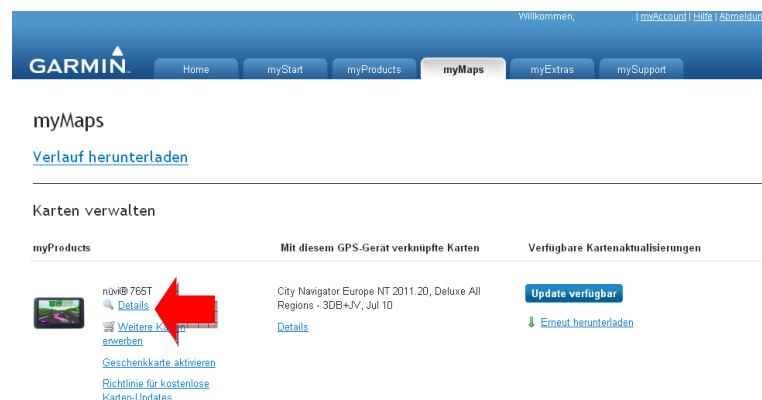 Willkommen, . | myAccount | Hilfe | Abmeldun
GARMIN.
Home myStart myProducts myMaps myExtras mySupport
myMaps
Verlauf herunterladen
Karten verwalten
myProducts Mit diesem GPS-Gerät verknüpfte Karten Verfügbare Kartenaktualisierungen
nüvi® 765T
Details
Weitere
erwerben
Geschenkkarte aktivieren
Richtlinie für kostenlose
Karten-Updates
City Navigator Europe NT 2011.20, Deluxe All
Regions - 3DB+JV, Jul 10
Details
Update verfügbar
Erneut herunterladen